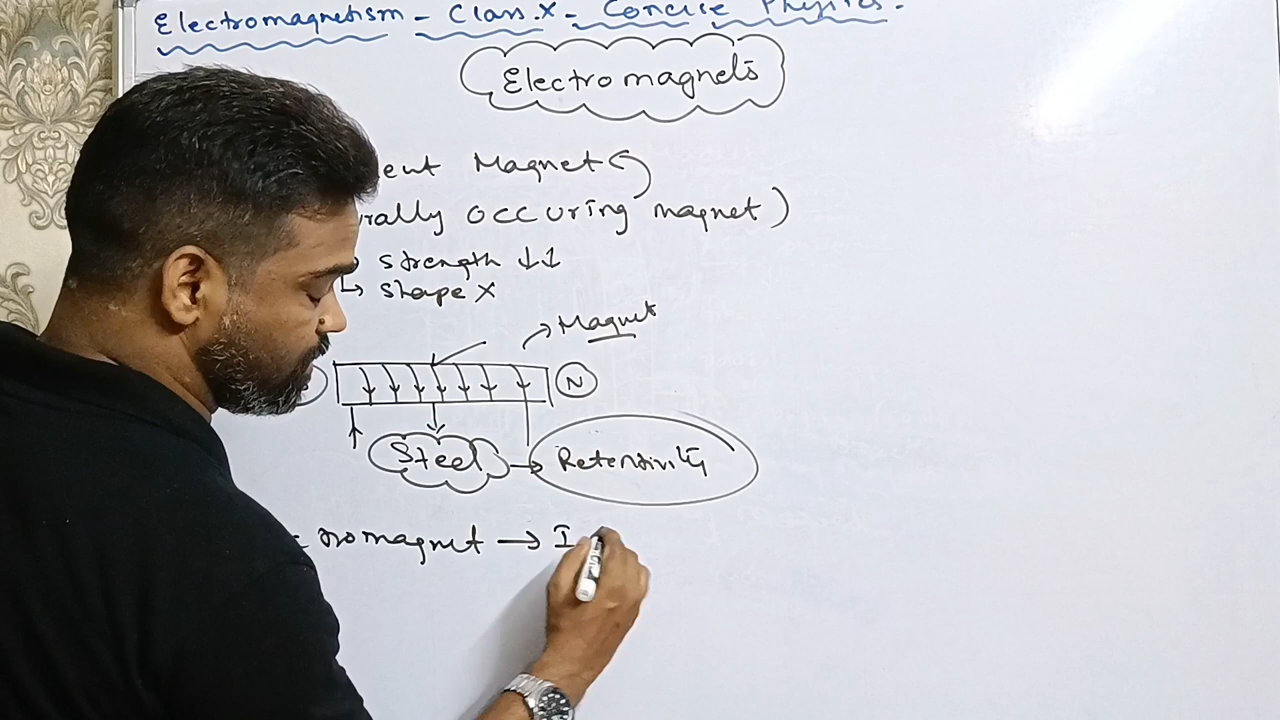 Electromagnetism - Class.X - Concise Physics.
Electromagnets
ent Magnet
rally occuring magnet)
strength ↓↓
↳ shape X
→ Magnet
N
Steel → Retentivity
romagnet → I